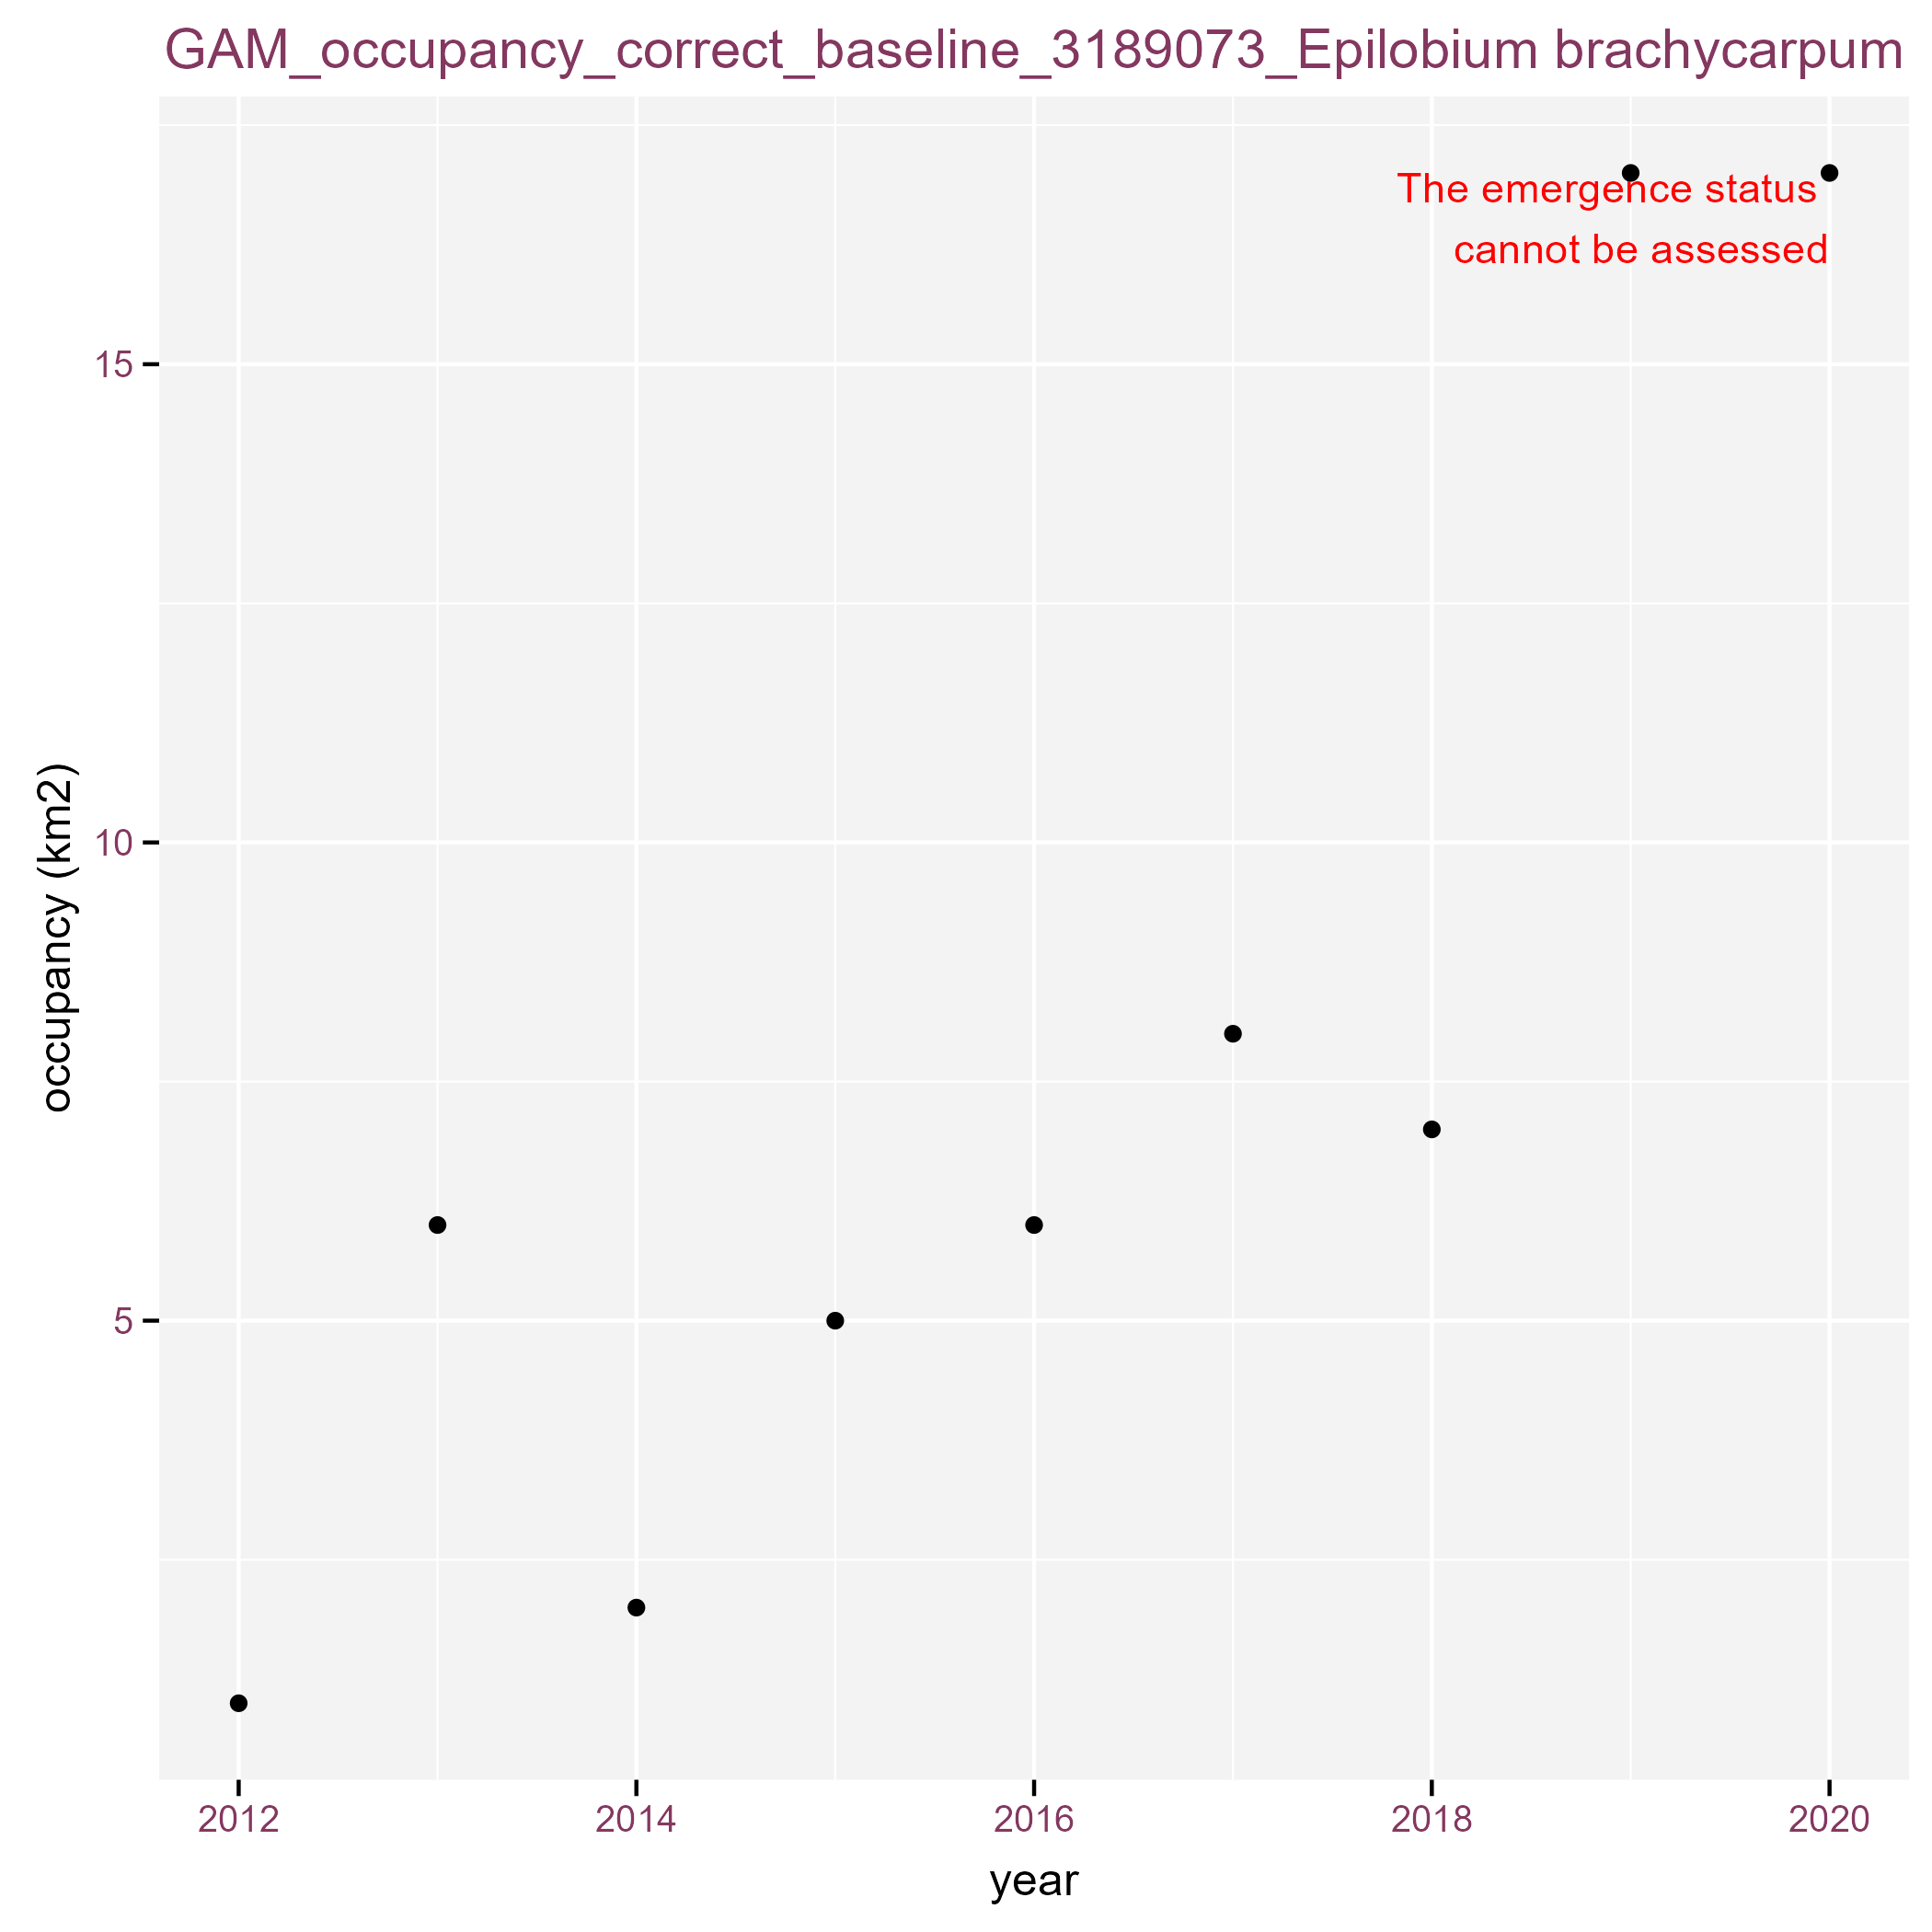 GAM_occupancy_correct_baseline_3189073_Epilobium brachycarpum
The emergence status
cannot be assessed
15
10
5
occupancy (km2)
2012 2014 2016 2018 2020
year